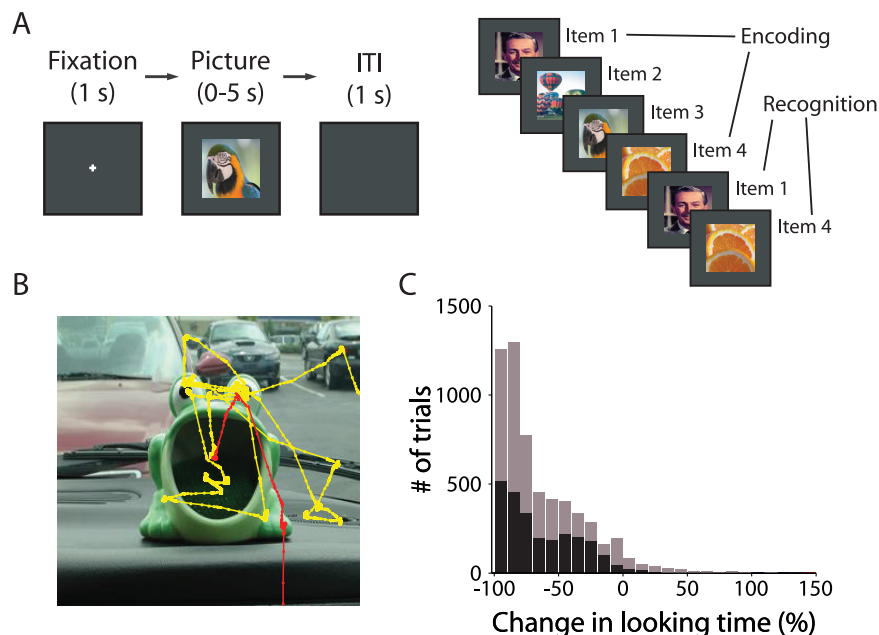 A
Fixation
(1 s)
Picture
(0-5 s)
ITI
(1 s)
Item 1
Encoding
Item 2
Item 3
Recognition
Item 4
Item 1
Item 4
B
C
1500
1000
500
0
# of trials
-100
-50
0
50
100
150
Change in looking time (%)